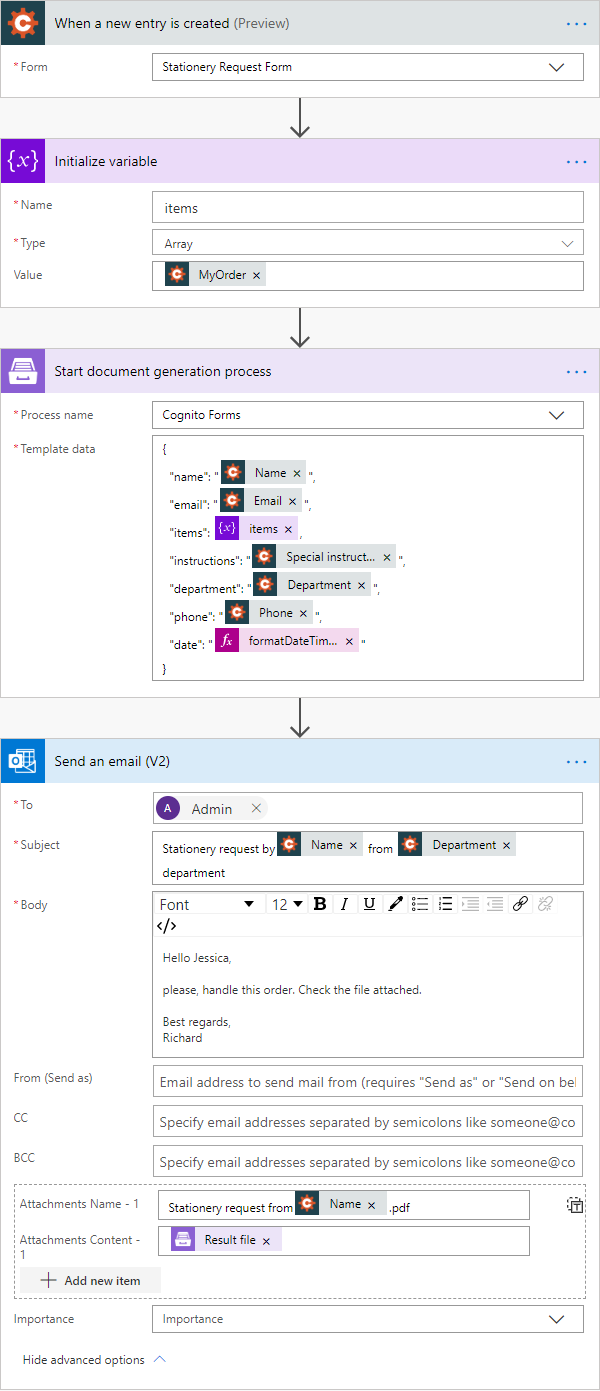 When a new entry is created (Preview)
* Form
Stationery Request Form
{x} Initialize variable
* Name
items
* Type
Array
Value
MyOrder ×
Start document generation process
* Process name
Cognito Forms
* Template data
{
"name": " Name × ",
"email": " Email × ",
"items": {x} items × ,
"instructions": " Special instruct... × ",
"department": " Department × ",
"phone": " Phone × ",
"date": " fx formatDateTim... × "
}
Send an email (V2)
* To
A Admin ×
* Subject
Stationery request by Name × from Department ×
department
* Body
Font 12 B I U
</>
Hello Jessica,
please, handle this order. Check the file attached.
Best regards,
Richard
From (Send as)
Email address to send mail from (requires "Send as" or "Send on bel
CC
Specify email addresses separated by semicolons like someone@co
BCC
Specify email addresses separated by semicolons like someone@co
Attachments Name - 1
Stationery request from Name × .pdf
Attachments Content -
1
Result file ×
+ Add new item
Importance
Importance
Hide advanced options